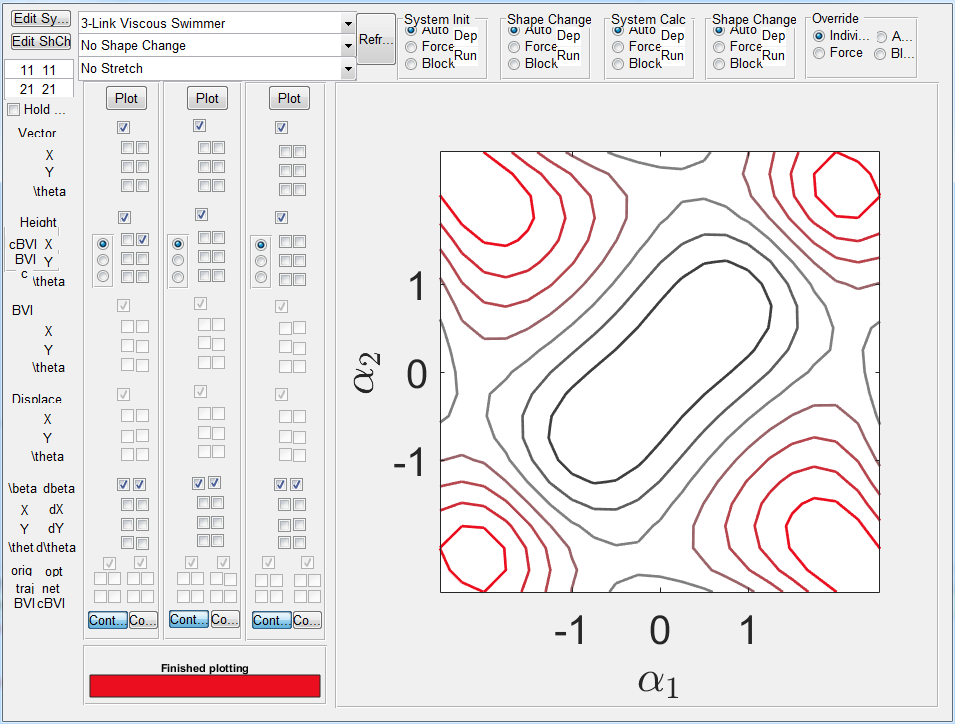 Edit Sy...
3-Link Viscous Swimmer
Refr...
System Init
Shape Change
System Calc
Shape Change
Override
Auto Dep
Auto Dep
Auto Dep
Auto Dep
Indivi... A...
Edit ShCh
No Shape Change
Force
Force
Force
Force
Force Bl...
Run
Run
Run
Run
Block
Block
Block
Block
11 11
No Stretch
21 21
Hold ...
Plot
Plot
Plot
Vector
X
Y
\theta
Height
cBVI X
BVI Y
c \theta
BVI
X
Y
\theta
Displace
X
Y
\theta
\beta dbeta
X dX
Y dY
\thet d\theta
orig opt
traj net
BVI cBVI
Cont... Co...
Cont... Co...
Cont... Co...
Finished plotting
1
0
-1
α2
-1 0 1
α1